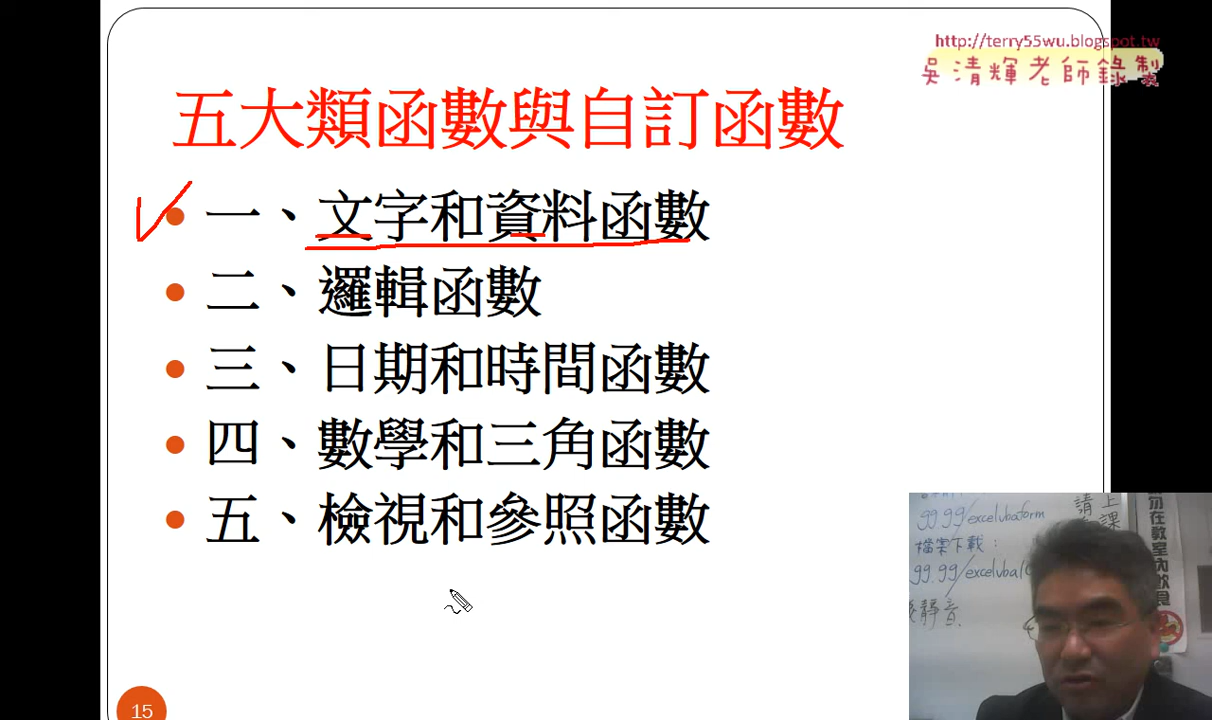 http://terry55wu.blogspot.tw
吳清輝老師錄製
五大類函數與自訂函數
一、文字和資料函數
二、邏輯函數
三、日期和時間函數
四、數學和三角函數
五、檢視和參照函數
15
99.99/excelvbaform
檔案下載：
99.99/excelvba
靜音
請
上課
勿在教室內飲食